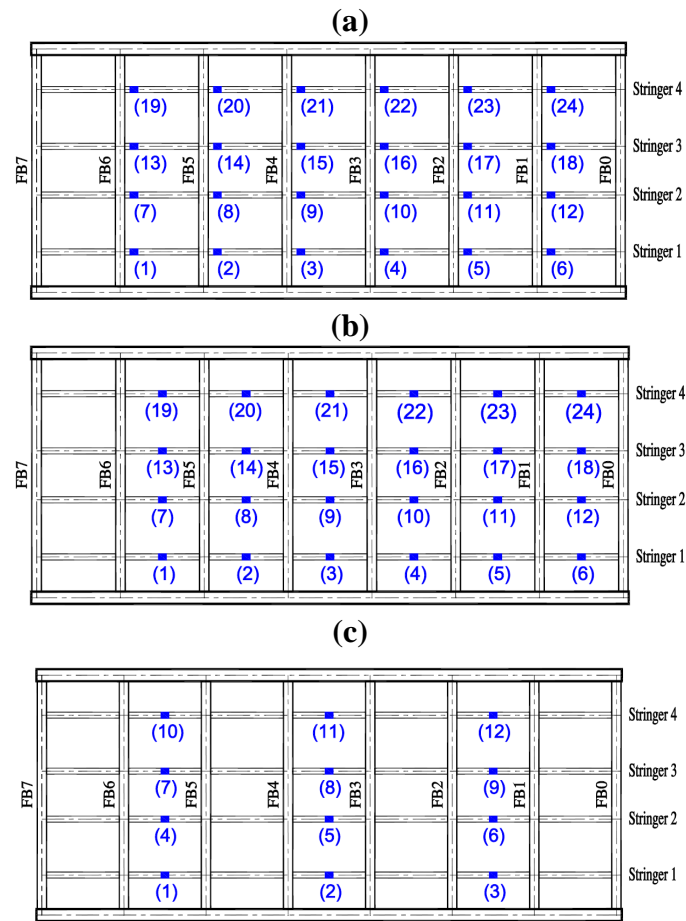 (a)
Stringer 4
(19) (20) (21) (22) (23) (24)
Stringer 3
(13) (14) (15) (16) (17) (18)
FB7 FB6 FB5 FB4 FB3 FB2 FB1 FB0
Stringer 2
(7) (8) (9) (10) (11) (12)
Stringer 1
(1) (2) (3) (4) (5) (6)
(b)
Stringer 4
(19) (20) (21) (22) (23) (24)
Stringer 3
(13) (14) (15) (16) (17) (18)
FB7 FB6 FB5 FB4 FB3 FB2 FB1 FB0
Stringer 2
(7) (8) (9) (10) (11) (12)
Stringer 1
(1) (2) (3) (4) (5) (6)
(c)
Stringer 4
(10) (11) (12)
Stringer 3
(7) (8) (9)
FB7 FB6 FB5 FB4 FB3 FB2 FB1 FB0
Stringer 2
(4) (5) (6)
Stringer 1
(1) (2) (3)